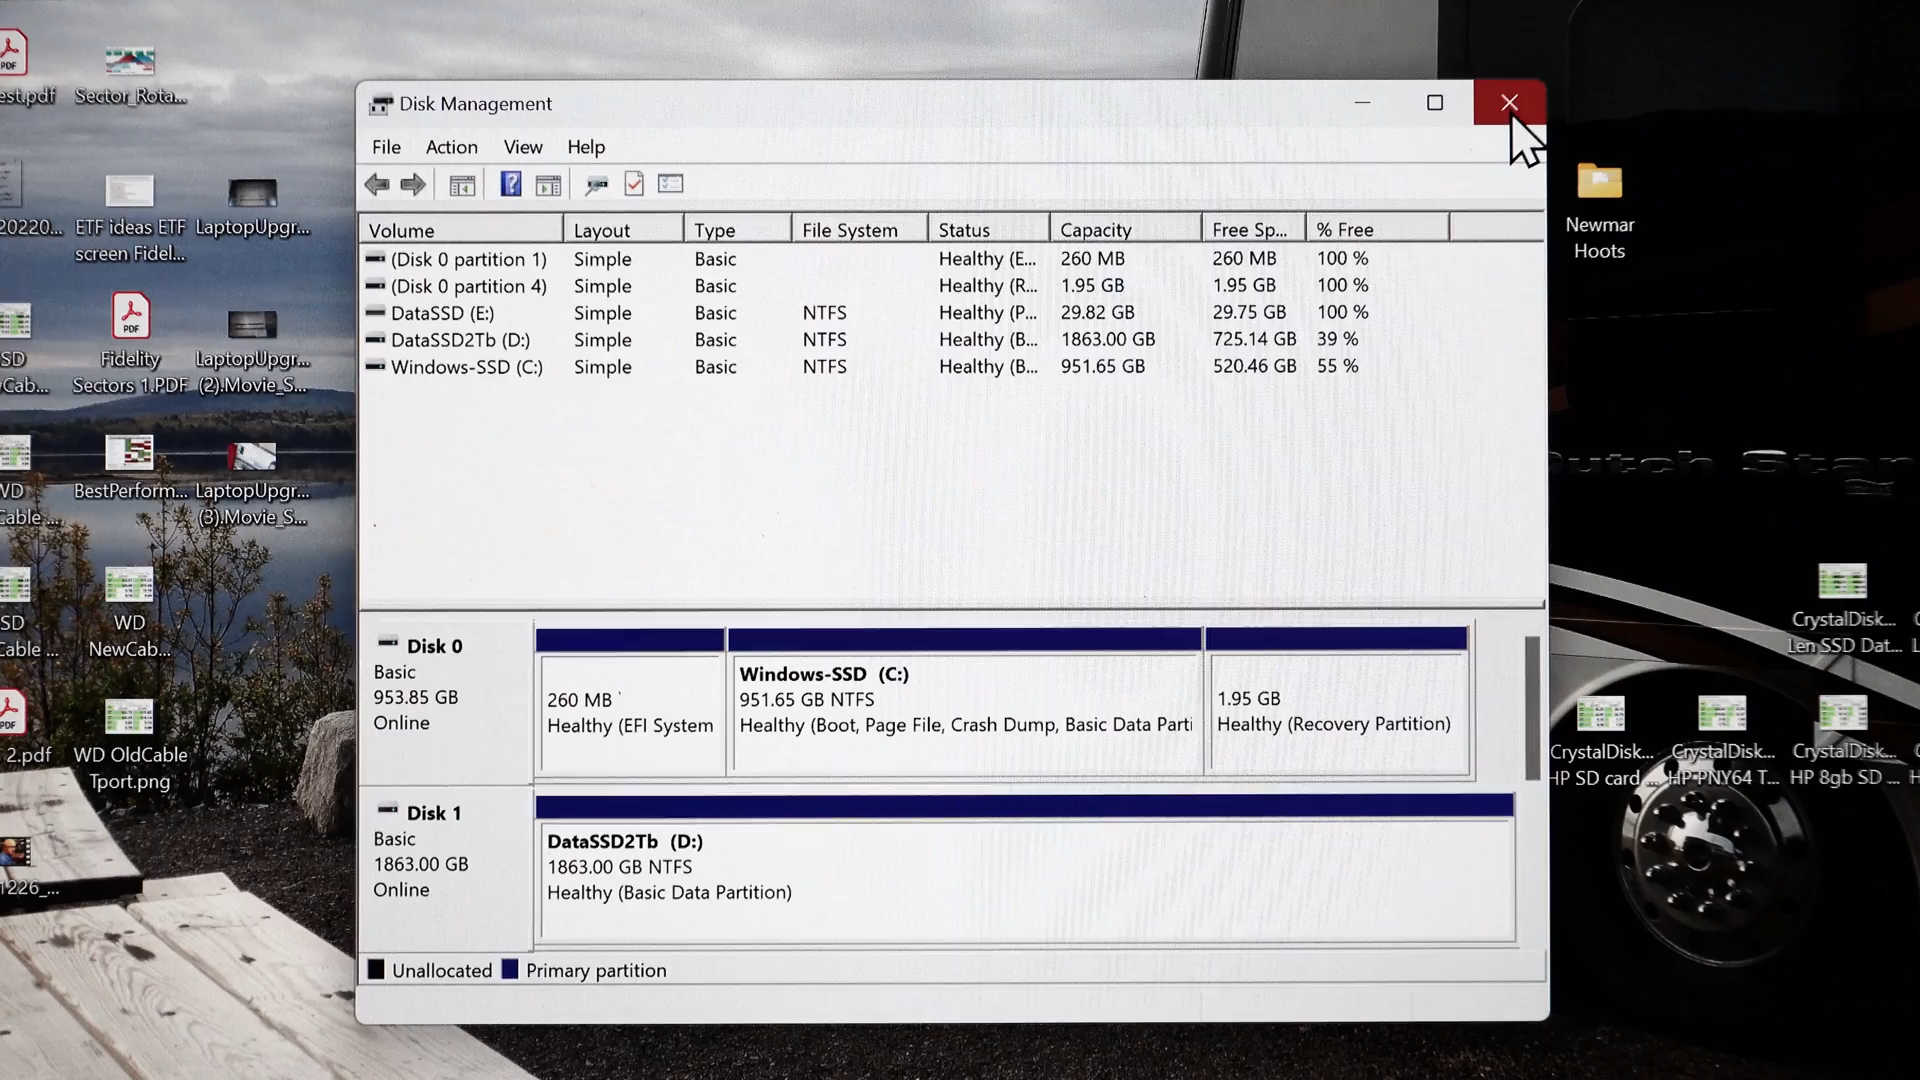 Disk Management
File Action View Help
Volume Layout Type File System Status Capacity Free Sp... % Free
(Disk 0 partition 1) Simple Basic Healthy (E... 260 MB 260 MB 100 %
(Disk 0 partition 4) Simple Basic Healthy (R... 1.95 GB 1.95 GB 100 %
DataSSD (E:) Simple Basic NTFS Healthy (P... 29.82 GB 29.75 GB 100 %
DataSSD2Tb (D:) Simple Basic NTFS Healthy (B... 1863.00 GB 725.14 GB 39 %
Windows-SSD (C:) Simple Basic NTFS Healthy (B... 951.65 GB 520.46 GB 55 %
Disk 0
Basic
953.85 GB
Online
260 MB
Healthy (EFI System
Windows-SSD (C:)
951.65 GB NTFS
Healthy (Boot, Page File, Crash Dump, Basic Data Parti
1.95 GB
Healthy (Recovery Partition)
Disk 1
Basic
1863.00 GB
Online
DataSSD2Tb (D:)
1863.00 GB NTFS
Healthy (Basic Data Partition)
Unallocated Primary partition
PDF
est.pdf
Sector_Rota...
20220...
ETF ideas ETF
screen Fidel...
LaptopUpgr...
SD
Cab...
PDF
Fidelity
Sectors 1.PDF
LaptopUpgr...
(2).Movie_S...
WD
Cable ...
BestPerform...
LaptopUpgr...
(3).Movie_S...
SD
Cable ...
WD
NewCab...
PDF
2.pdf
WD OldCable
Tport.png
1226_...
Newmar
Hoots
Dutch Star
CrystalDisk...
Len SSD Dat...
CrystalDisk...
HP SD card ...
CrystalDisk...
HP PNY64 T...
CrystalDisk...
HP 8gb SD ...